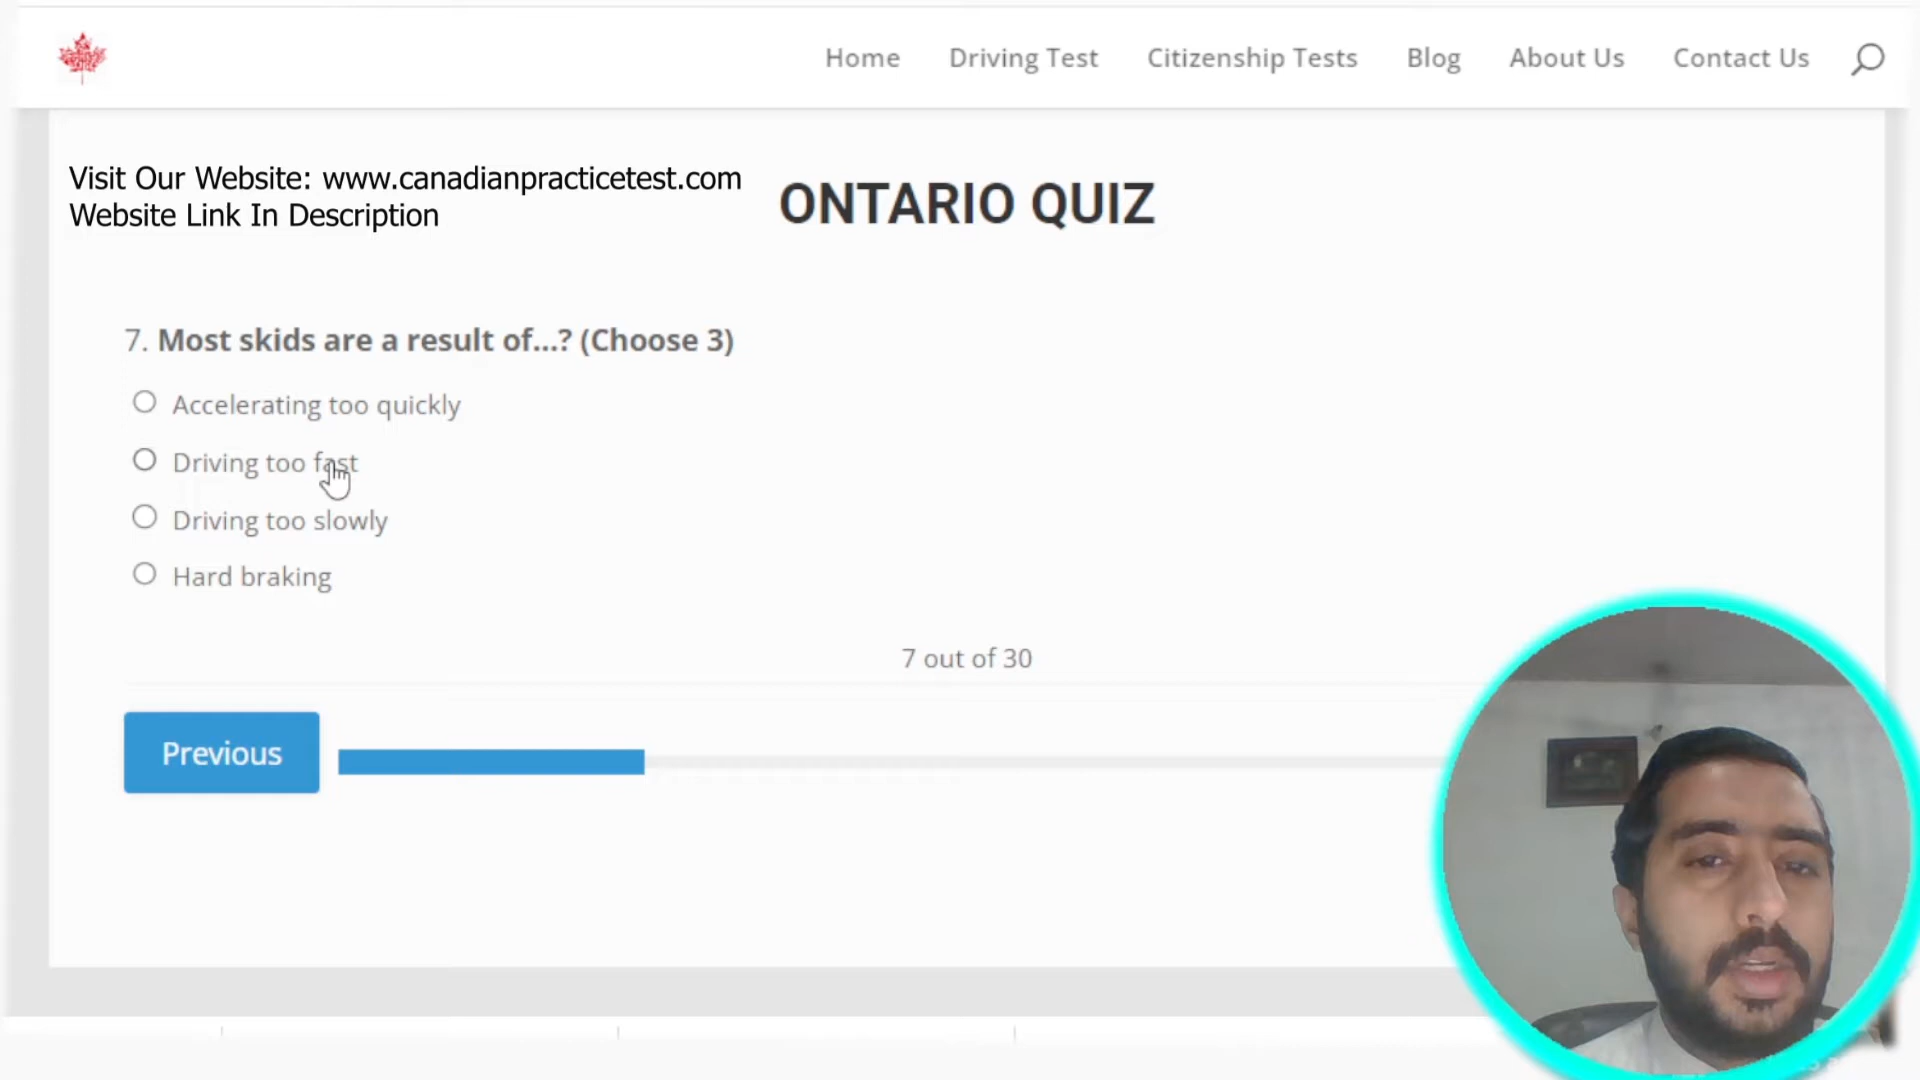 Home Driving Test Citizenship Tests Blog About Us Contact Us
Visit Our Website: www.canadianpracticetest.com
Website Link In Description
ONTARIO QUIZ
7. Most skids are a result of...? (Choose 3)
Accelerating too quickly
Driving too fast
Driving too slowly
Hard braking
7 out of 30
Previous